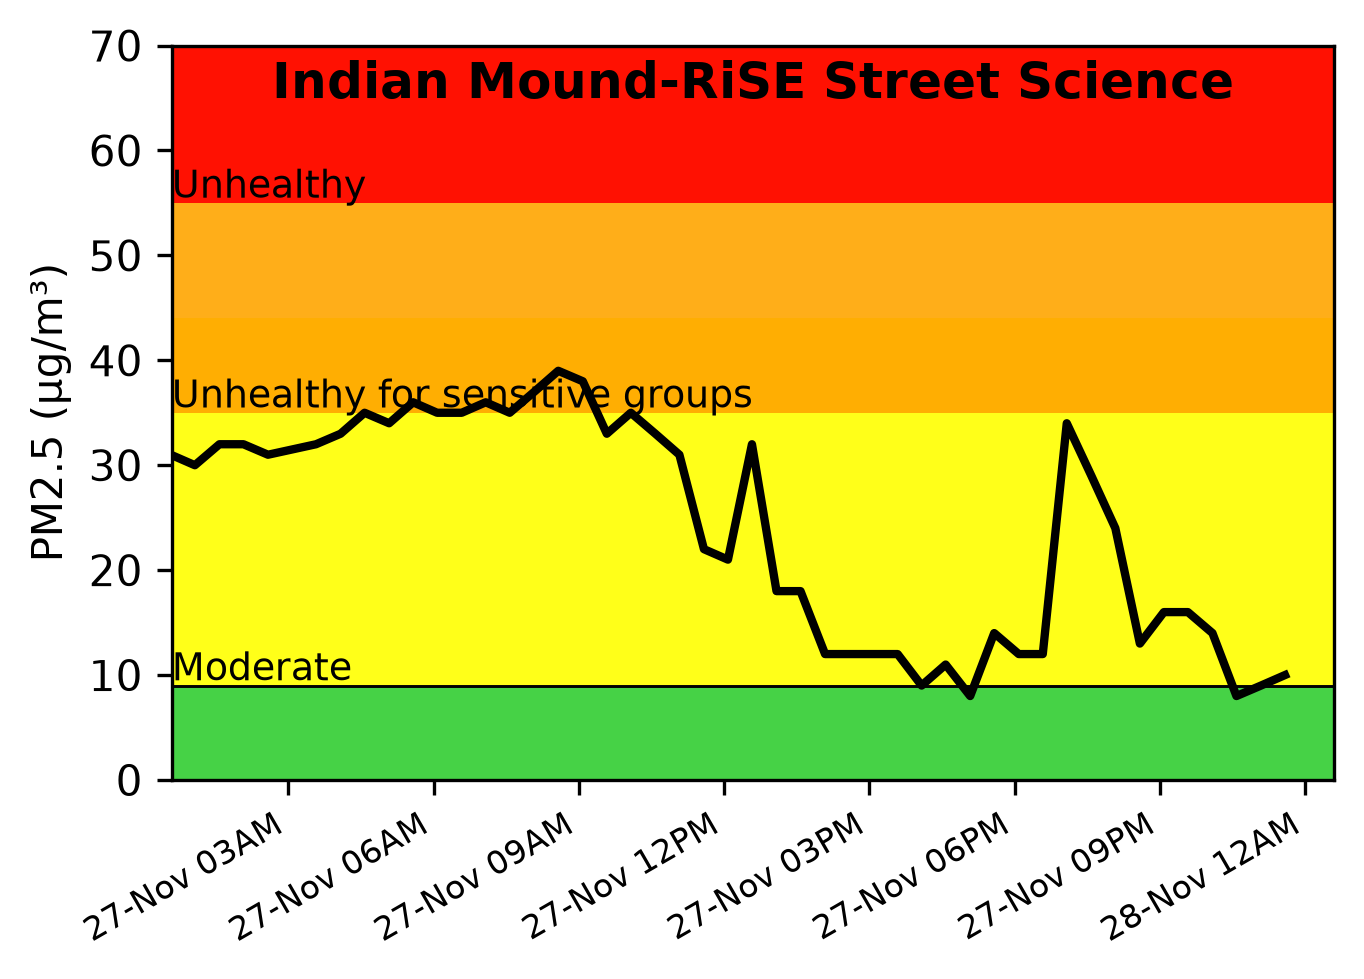 Indian Mound-RiSE Street Science
PM2.5 (µg/m³)
70
60
50
40
30
20
10
0
Unhealthy
Unhealthy for sensitive groups
Moderate
27-Nov 03AM
27-Nov 06AM
27-Nov 09AM
27-Nov 12PM
27-Nov 03PM
27-Nov 06PM
27-Nov 09PM
28-Nov 12AM